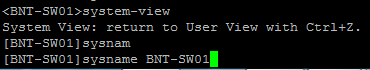 <BNT-SW01>system-view
System View: return to User View with Ctrl+Z.
[BNT-SW01]sysnam
[BNT-SW01]sysname BNT-SW01